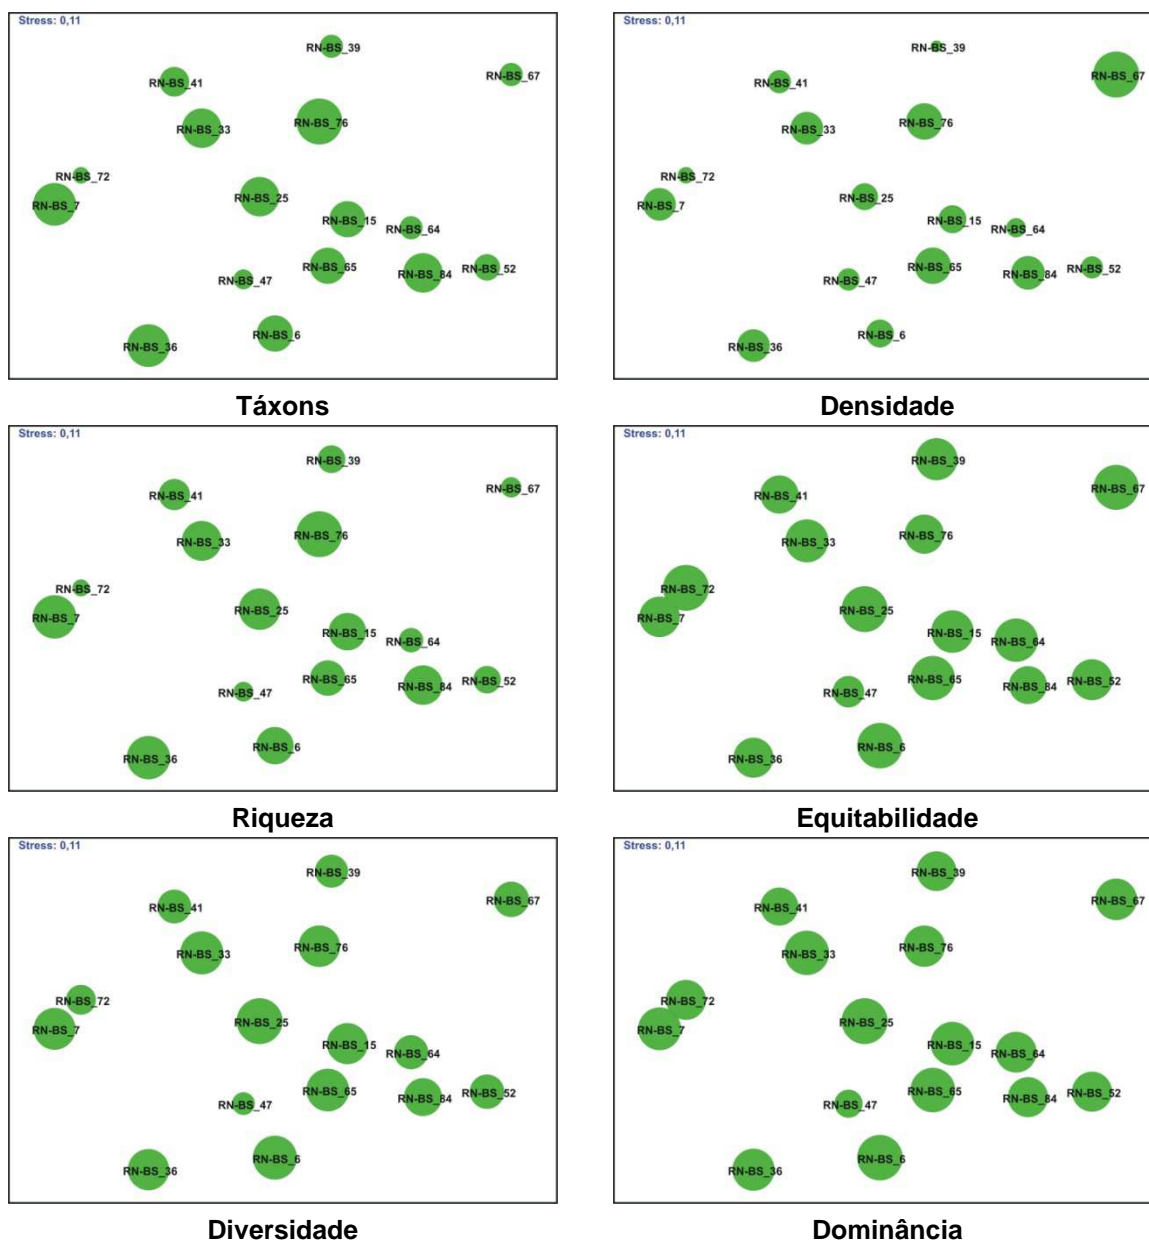 Stress: 0,11
RN-BS_39
RN-BS_67
RN-BS_41
RN-BS_33
RN-BS_76
RN-BS_72
RN-BS_7
RN-BS_25
RN-BS_15
RN-BS_64
RN-BS_65
RN-BS_84
RN-BS_52
RN-BS_47
RN-BS_6
RN-BS_36
Táxons
Stress: 0,11
RN-BS_39
RN-BS_67
RN-BS_41
RN-BS_33
RN-BS_76
RN-BS_72
RN-BS_7
RN-BS_25
RN-BS_15
RN-BS_64
RN-BS_65
RN-BS_84
RN-BS_52
RN-BS_47
RN-BS_6
RN-BS_36
Densidade
Stress: 0,11
RN-BS_39
RN-BS_67
RN-BS_41
RN-BS_33
RN-BS_76
RN-BS_72
RN-BS_7
RN-BS_25
RN-BS_15
RN-BS_64
RN-BS_65
RN-BS_84
RN-BS_52
RN-BS_47
RN-BS_6
RN-BS_36
Riqueza
Stress: 0,11
RN-BS_39
RN-BS_67
RN-BS_41
RN-BS_33
RN-BS_76
RN-BS_72
RN-BS_7
RN-BS_25
RN-BS_15
RN-BS_64
RN-BS_65
RN-BS_84
RN-BS_52
RN-BS_47
RN-BS_6
RN-BS_36
Equitabilidade
Stress: 0,11
RN-BS_39
RN-BS_67
RN-BS_41
RN-BS_33
RN-BS_76
RN-BS_72
RN-BS_7
RN-BS_25
RN-BS_15
RN-BS_64
RN-BS_65
RN-BS_84
RN-BS_52
RN-BS_47
RN-BS_6
RN-BS_36
Diversidade
Stress: 0,11
RN-BS_39
RN-BS_67
RN-BS_41
RN-BS_33
RN-BS_76
RN-BS_72
RN-BS_7
RN-BS_25
RN-BS_15
RN-BS_64
RN-BS_65
RN-BS_84
RN-BS_52
RN-BS_47
RN-BS_6
RN-BS_36
Dominância